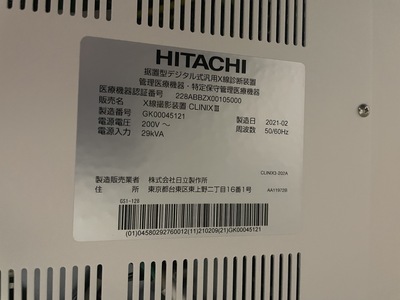 HITACHI
据置型デジタル式汎用X線診断装置
管理医療機器・特定保守管理医療機器
医療機器認証番号 228ABBZX00105000
販売名 X線撮影装置 CLINIXⅢ
製造番号 GK00045121 製造日 2021-02
電源電圧 200V～ 周波数 50/60Hz
電源入力 29kVA
CLINIX3-202A
製造販売業者 株式会社日立製作所
住所 東京都台東区東上野二丁目16番1号 AA119720
GS1-128
(01)04580292760012(11)210209(21)GK00045121